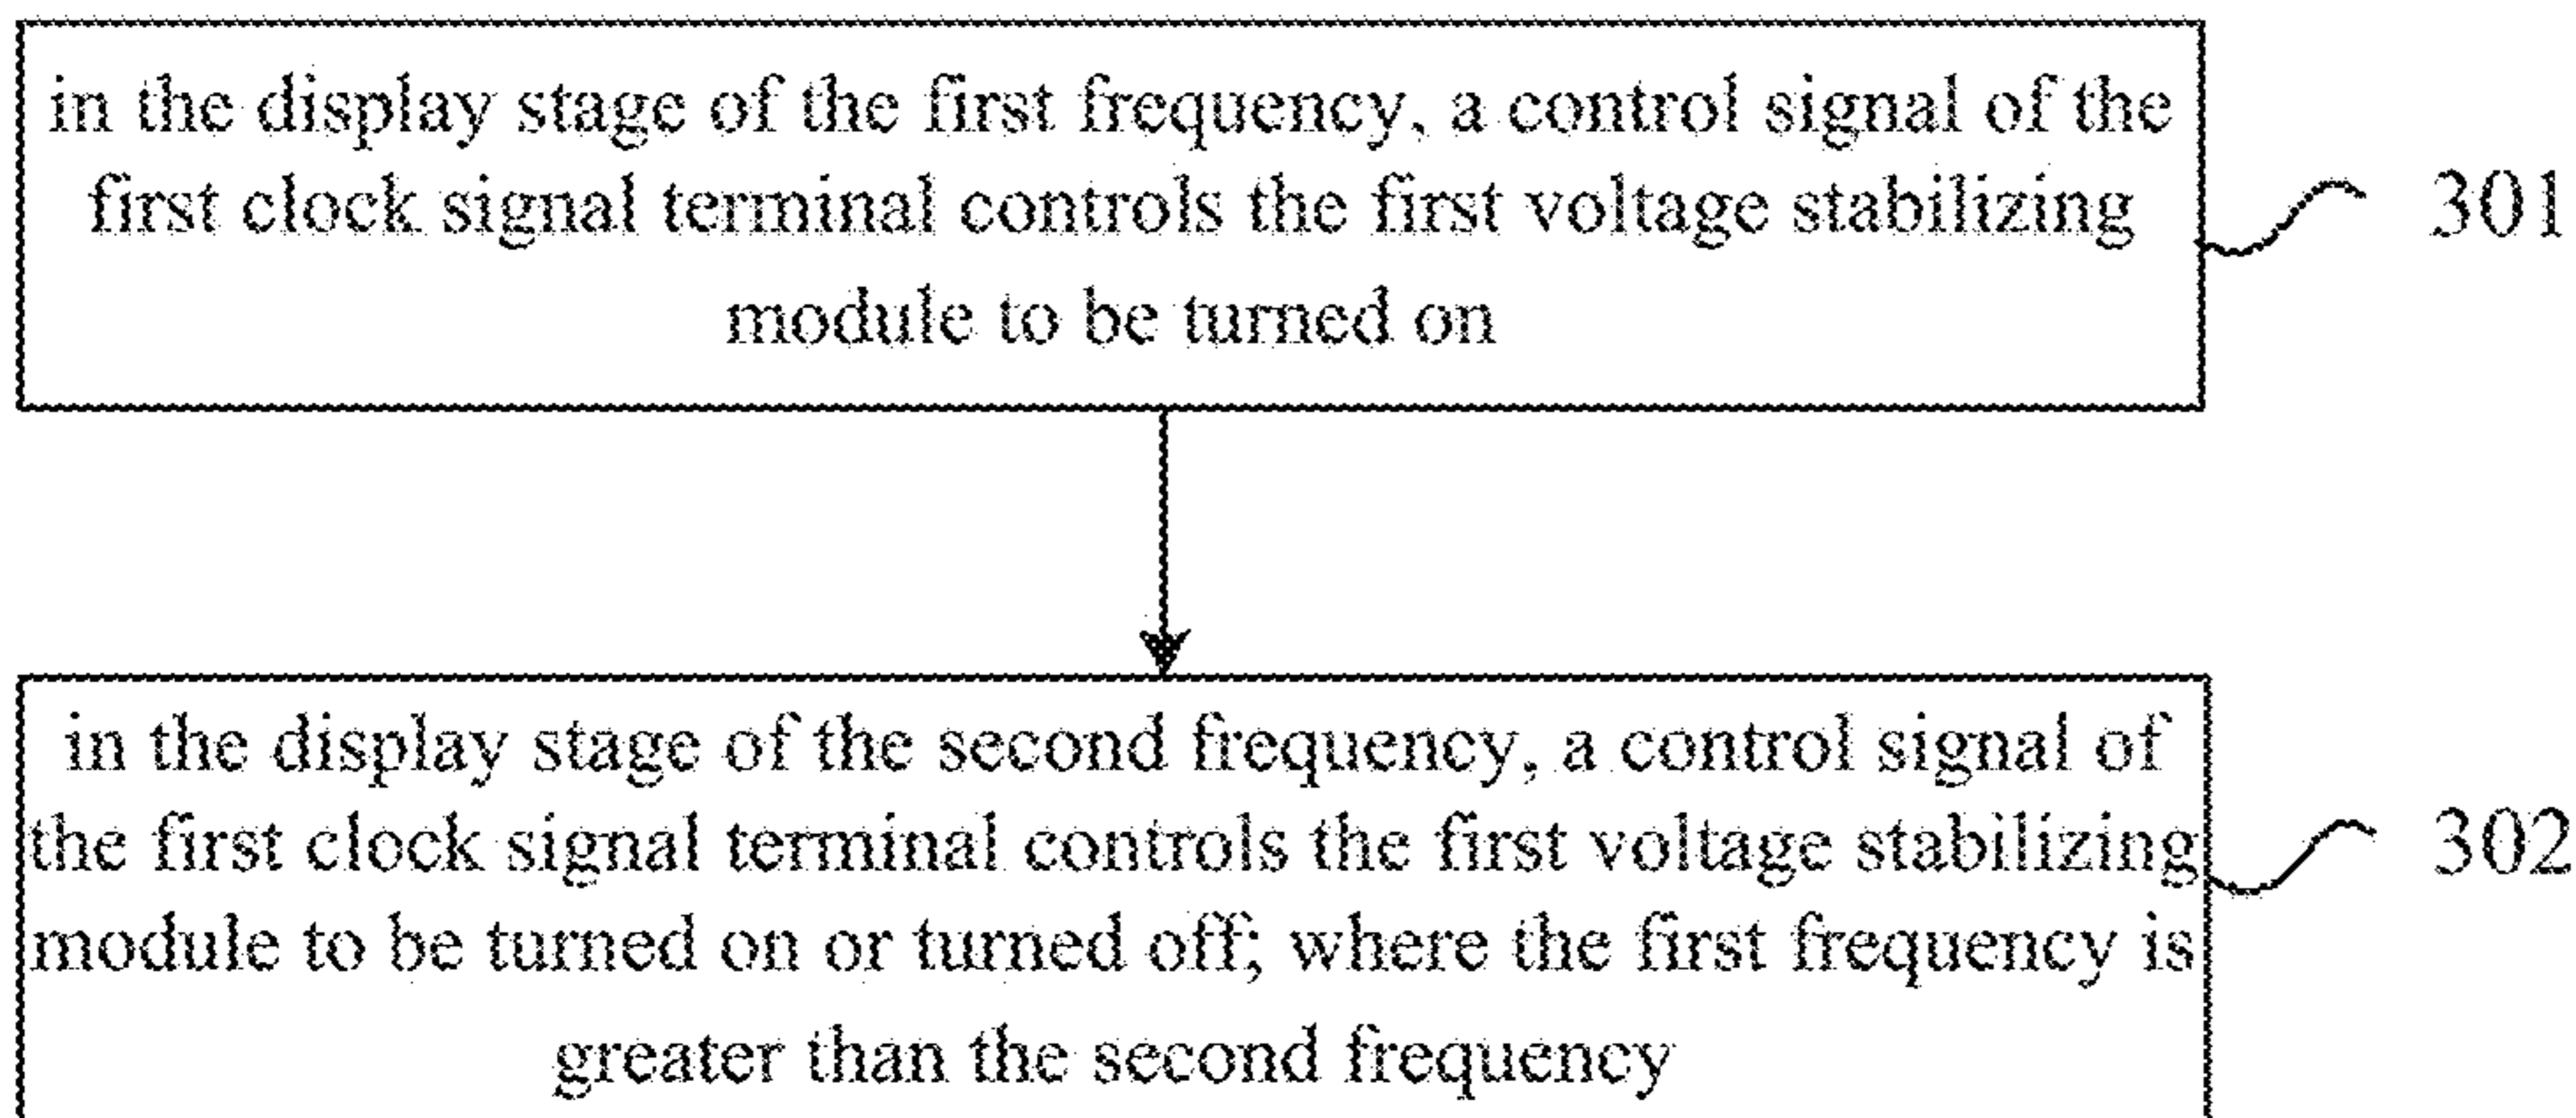 in the display stage of the first frequency, a control signal of the
first clock signal terminal controls the first voltage stabilizing
module to be turned on
301
in the display stage of the second frequency, a control signal of
the first clock signal terminal controls the first voltage stabilizing
module to be turned on or turned off; where the first frequency is
greater than the second frequency
302